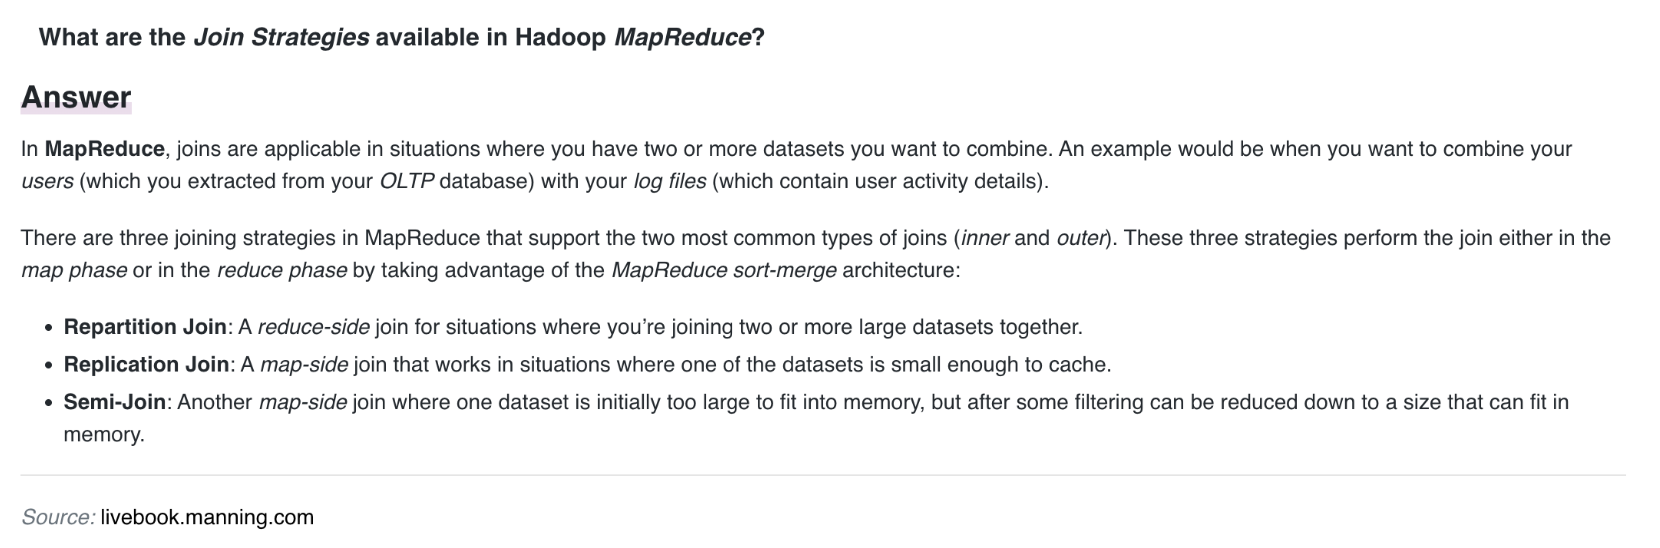 What are the Join Strategies available in Hadoop MapReduce?
Answer
In MapReduce, joins are applicable in situations where you have two or more datasets you want to combine. An example would be when you want to combine your
users (which you extracted from your OLTP database) with your log files (which contain user activity details).
There are three joining strategies in MapReduce that support the two most common types of joins (inner and outer). These three strategies perform the join either in the
map phase or in the reduce phase by taking advantage of the MapReduce sort-merge architecture:
• Repartition Join: A reduce-side join for situations where you’re joining two or more large datasets together.
• Replication Join: A map-side join that works in situations where one of the datasets is small enough to cache.
• Semi-Join: Another map-side join where one dataset is initially too large to fit into memory, but after some filtering can be reduced down to a size that can fit in
memory.
Source: livebook.manning.com